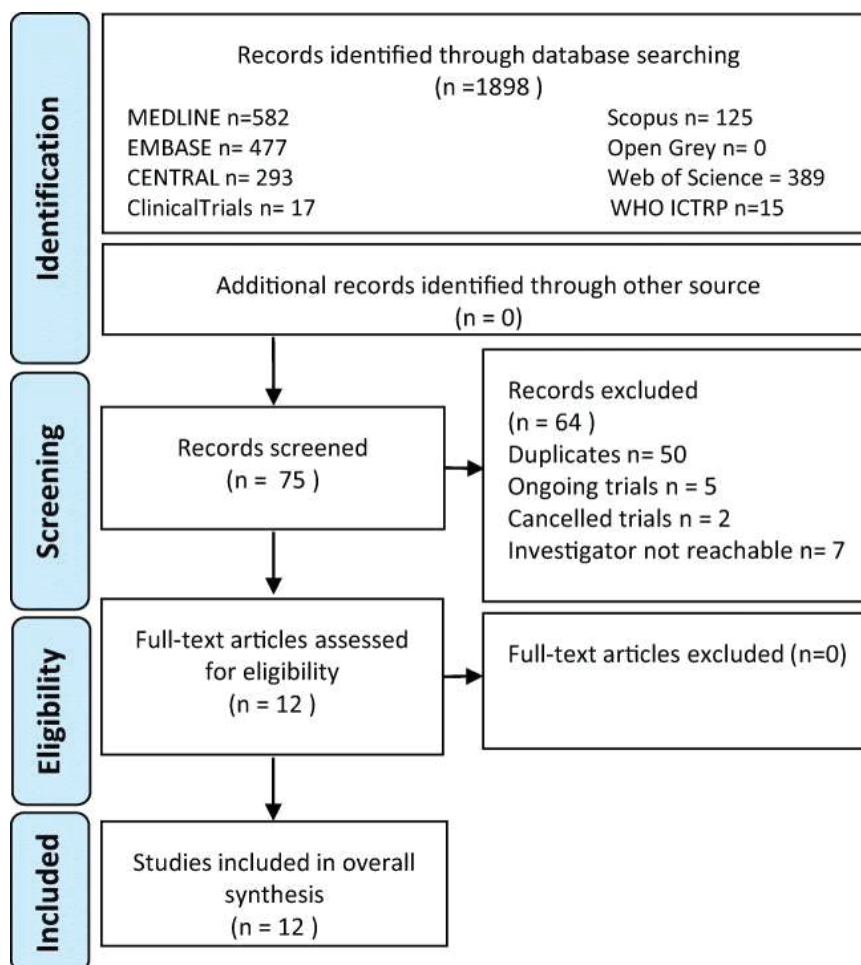 Identification
Records identified through database searching
(n =1898 )
MEDLINE n=582
EMBASE n= 477
CENTRAL n= 293
ClinicalTrials n= 17
Scopus n= 125
Open Grey n= 0
Web of Science = 389
WHO ICTRP n=15
Additional records identified through other source
(n = 0)
Screening
Records screened
(n =  75 )
Records excluded
(n = 64 )
Duplicates n= 50
Ongoing trials n = 5
Cancelled trials n = 2
Investigator not reachable n= 7
Eligibility
Full-text articles assessed
for eligibility
(n = 12 )
Full-text articles excluded (n=0)
Included
Studies included in overall
synthesis
(n = 12 )